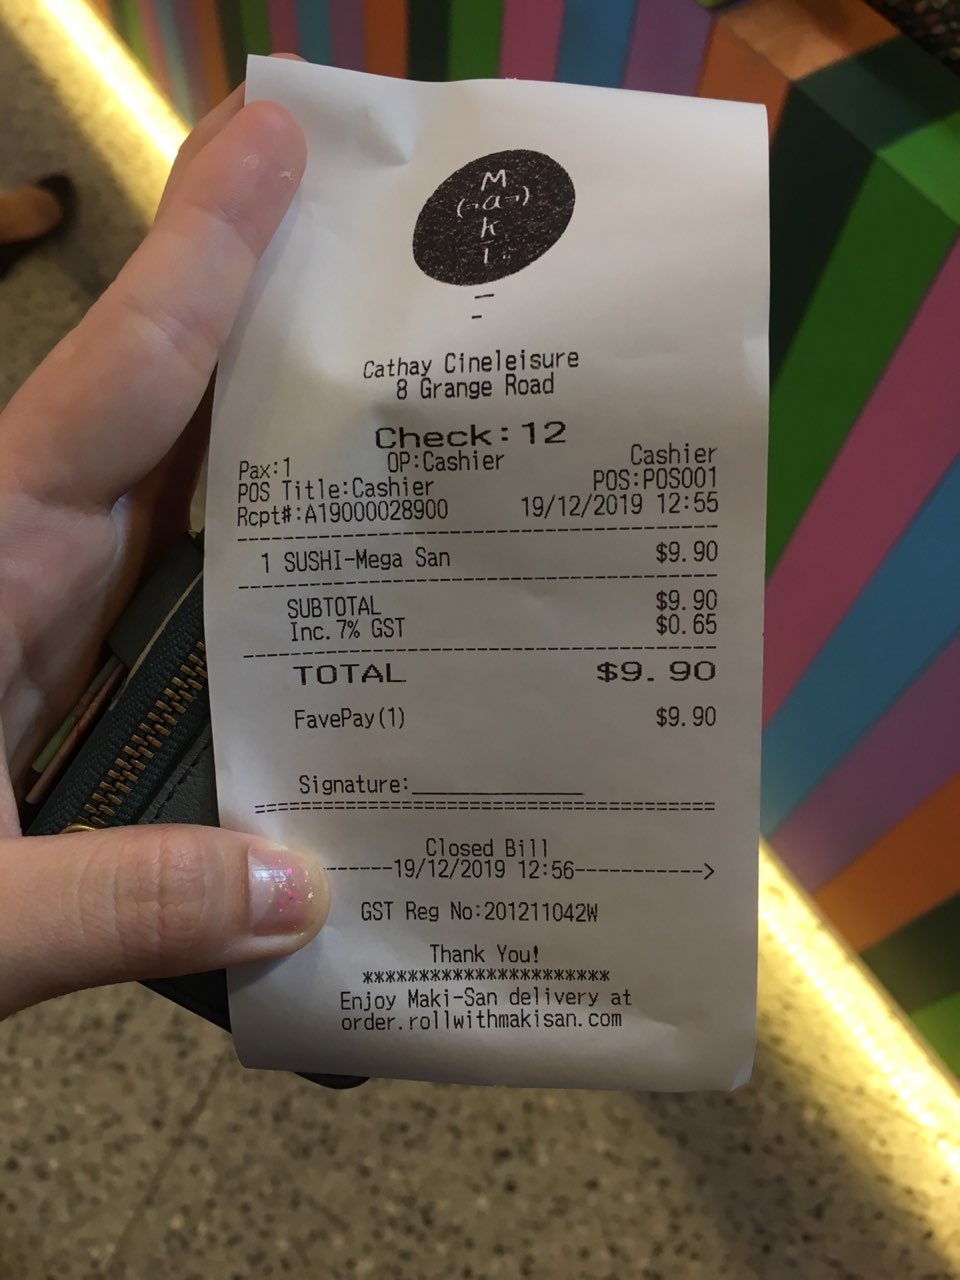 M
(¬a¬)
k
i
Cathay Cineleisure
8 Grange Road
Check:12
Pax:1 OP:Cashier Cashier
POS Title:Cashier POS:POS001
Rcpt#:A19000028900 19/12/2019 12:55
1 SUSHI-Mega San $9.90
SUBTOTAL $9.90
Inc. 7% GST $0.65
TOTAL $9.90
FavePay(1) $9.90
Signature:______________
Closed Bill
------19/12/2019 12:56----------->
GST Reg No:201211042W
Thank You!
**********************
Enjoy Maki-San delivery at
order.rollwithmakisan.com